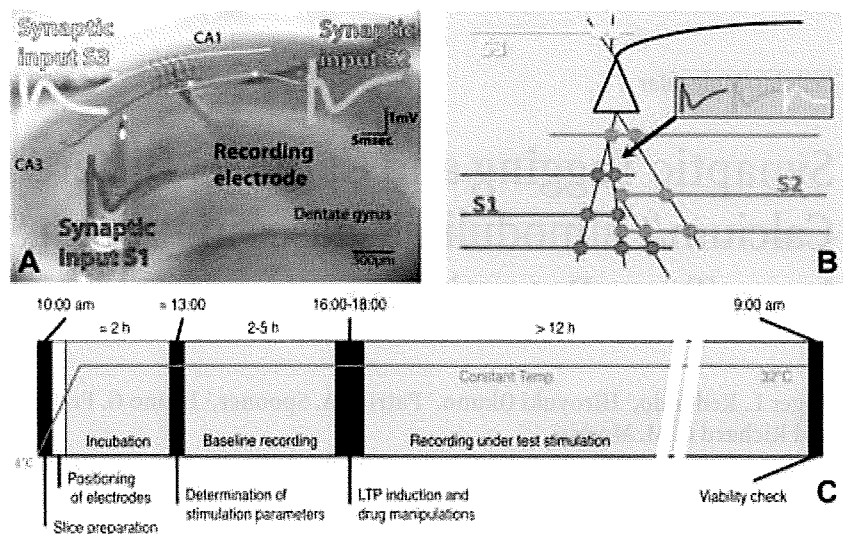 Synaptic
input S3
CA1
Synaptic
input S2
1mV
5msec
CA3
Recording
electrode
Dentate gyrus
Synaptic
input S1
500µm
A
S1
S2
B
10:00 am
≈ 13:00
16:00-18:00
9:00 am
≈ 2 h
2-5 h
> 12 h
Constant Temp
32°C
Incubation
Baseline recording
Recording under test stimulation
4°C
Positioning
of electrodes
Determination of
stimulation parameters
LTP induction and
drug manipulations
Viability check
C
Slice preparation